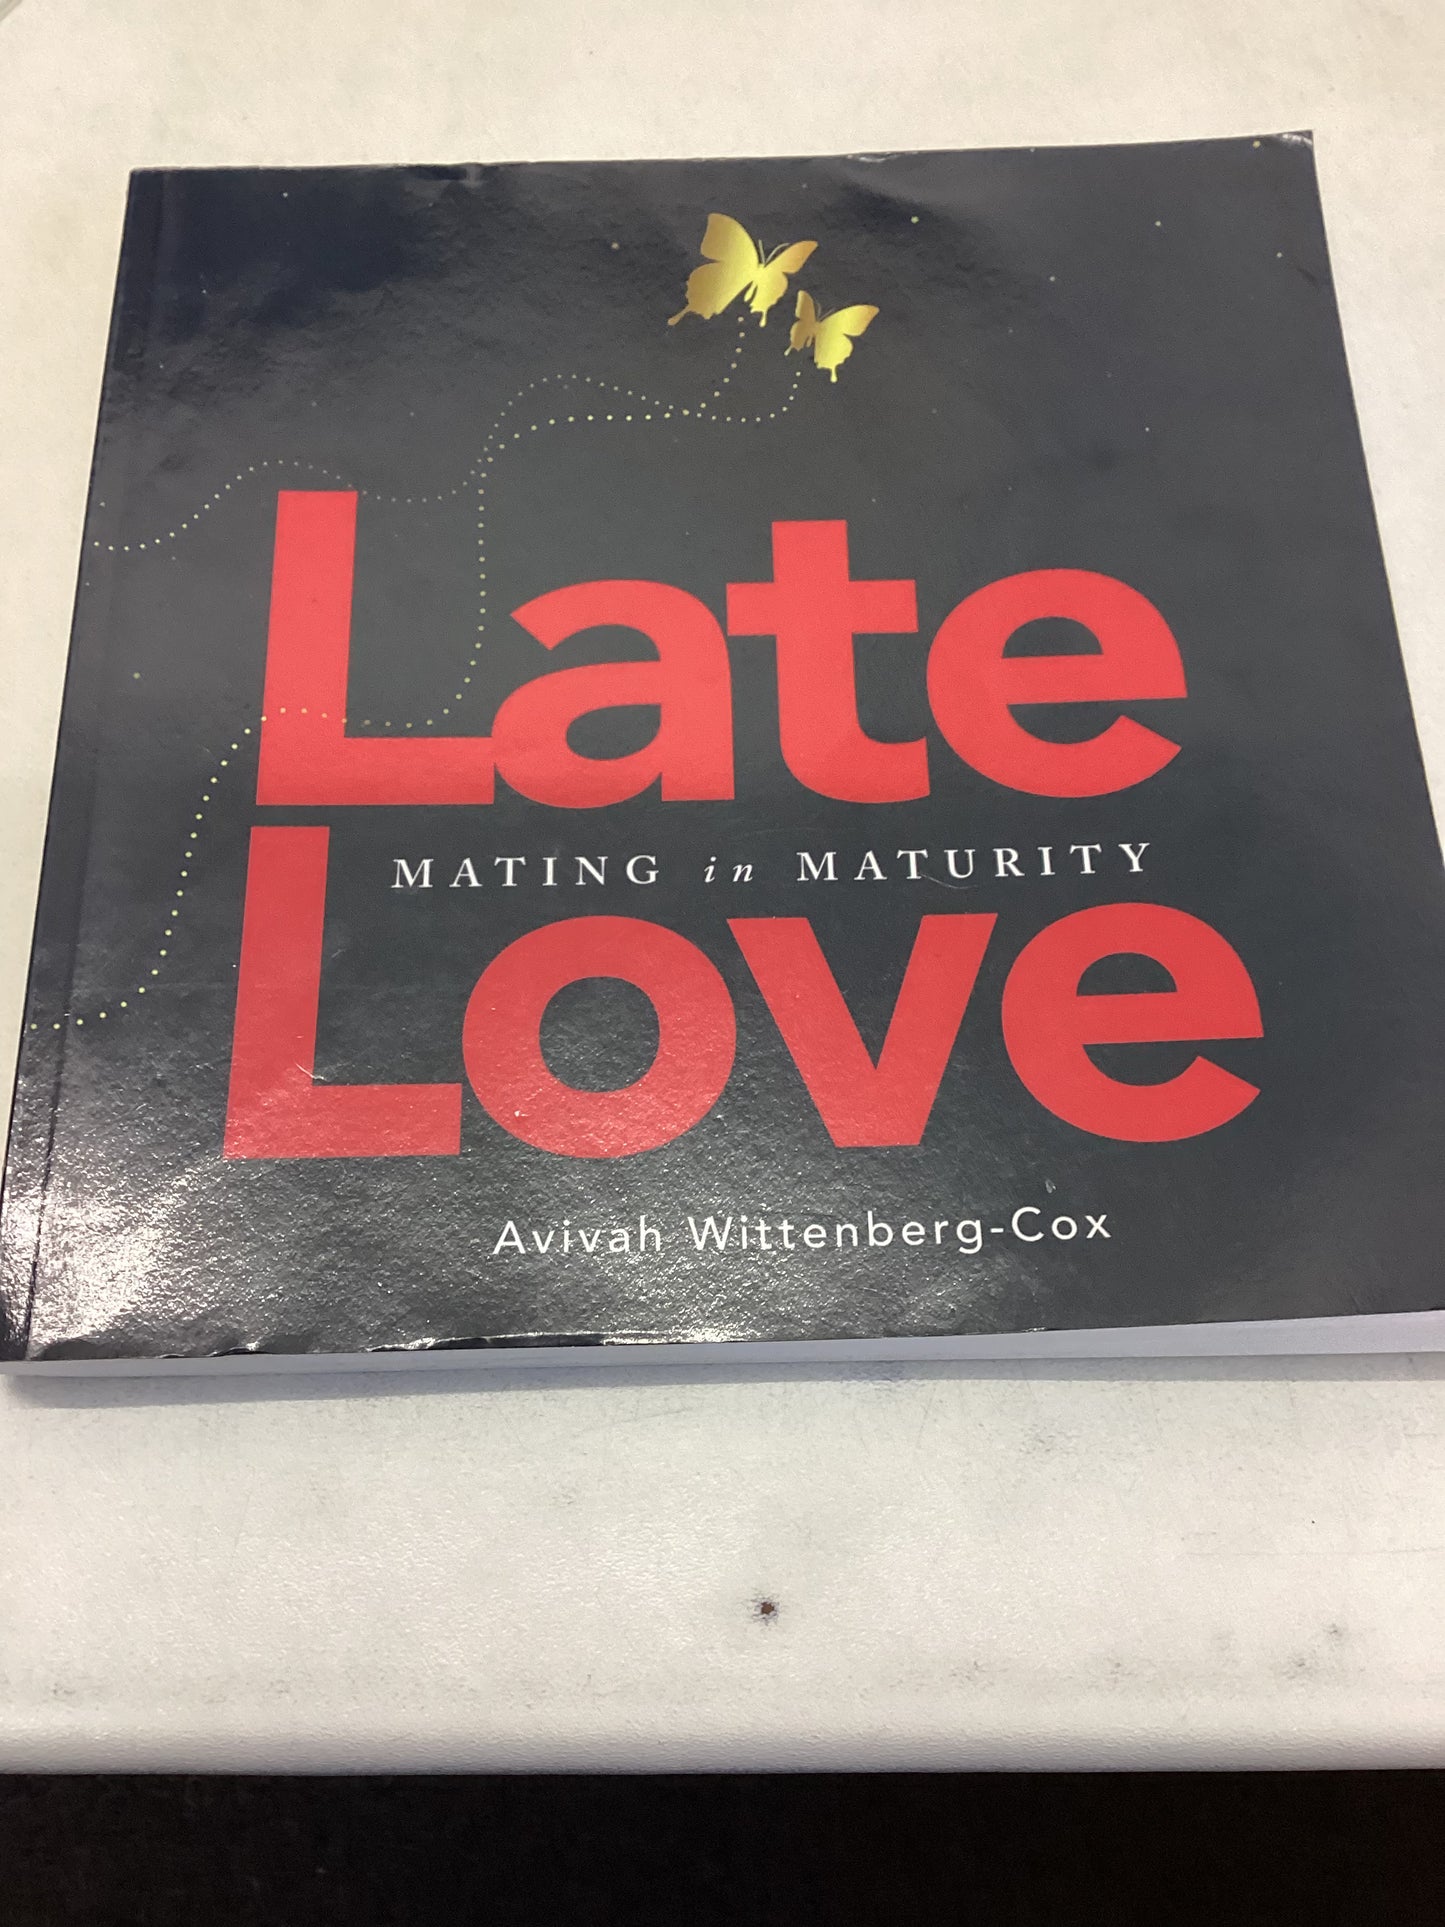 Late
MATING in MATURITY
Love
Avivah Wittenberg-Cox